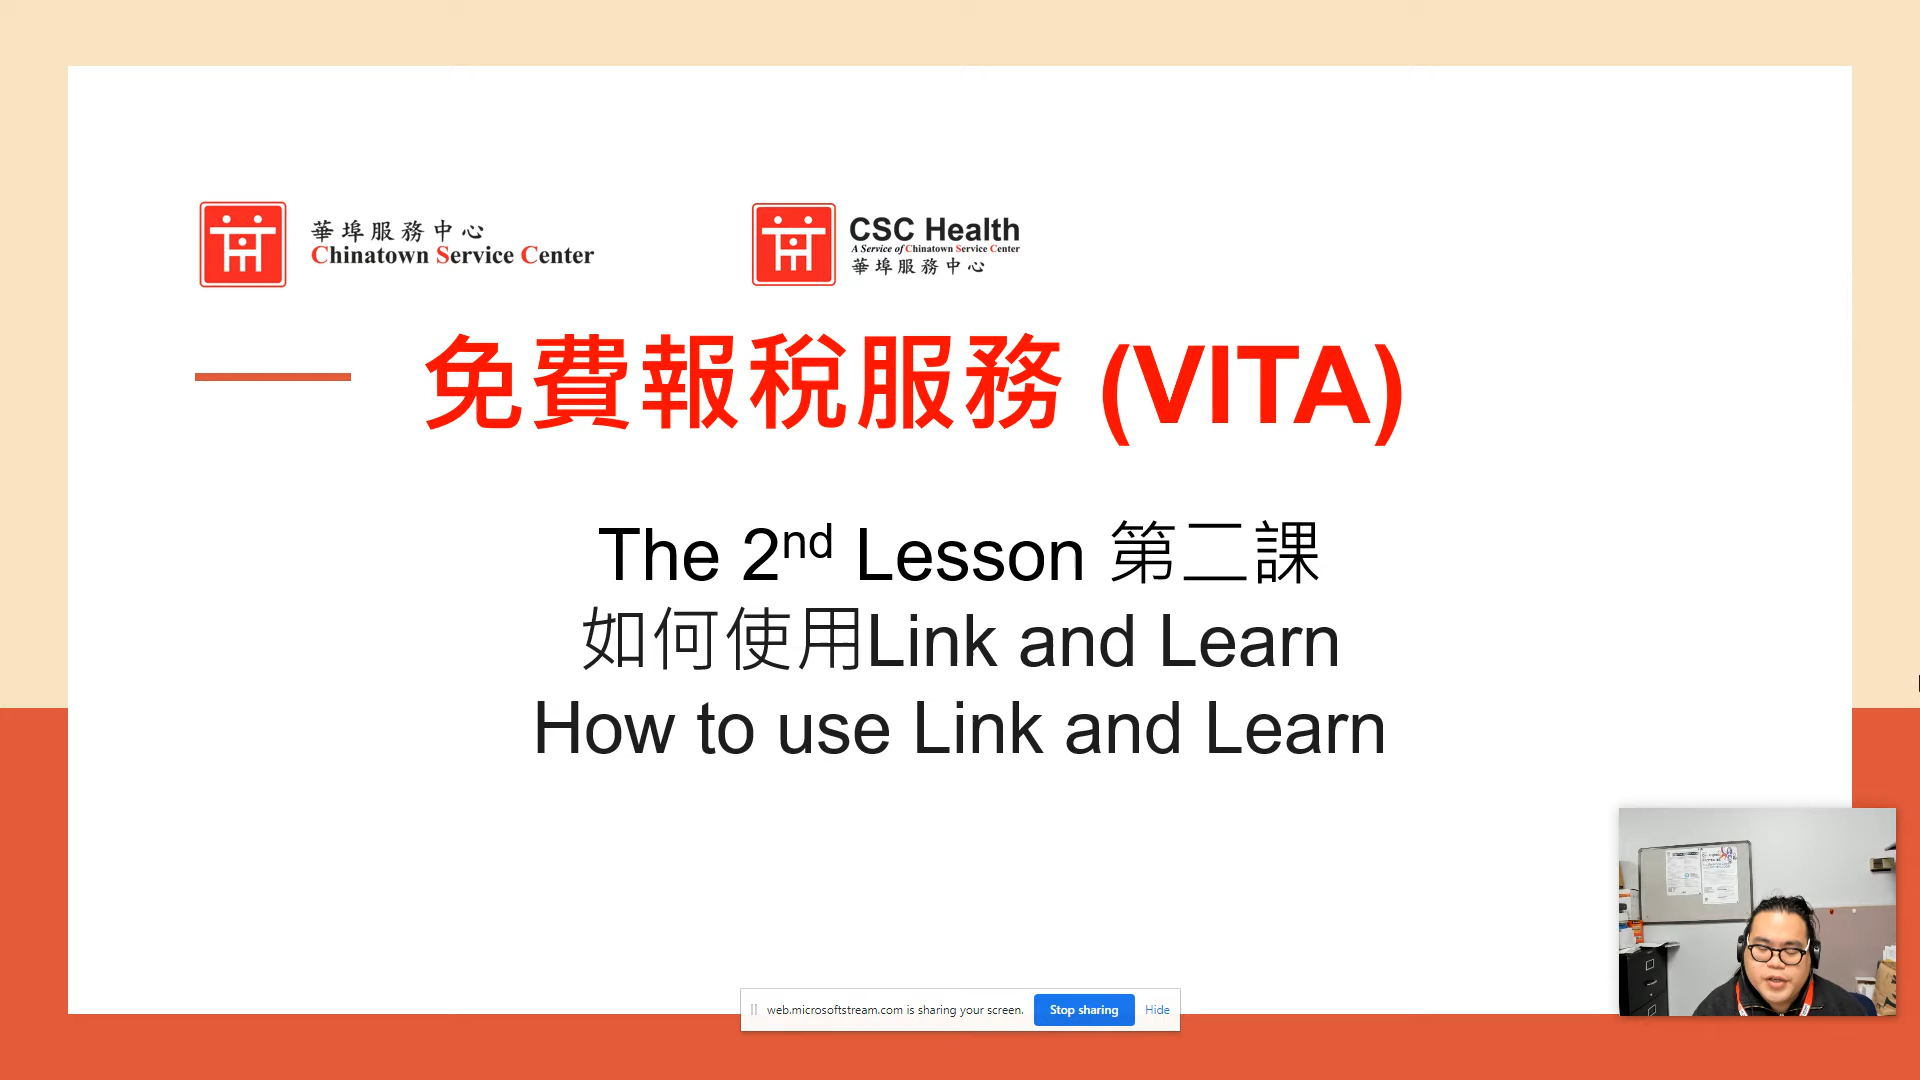 華埠服務中心
Chinatown Service Center
CSC Health
A Service of Chinatown Service Center
華埠服務中心
免費報稅服務 (VITA)
The 2nd Lesson 第二課
如何使用Link and Learn
How to use Link and Learn
web.microsoftstream.com is sharing your screen.
Stop sharing
Hide